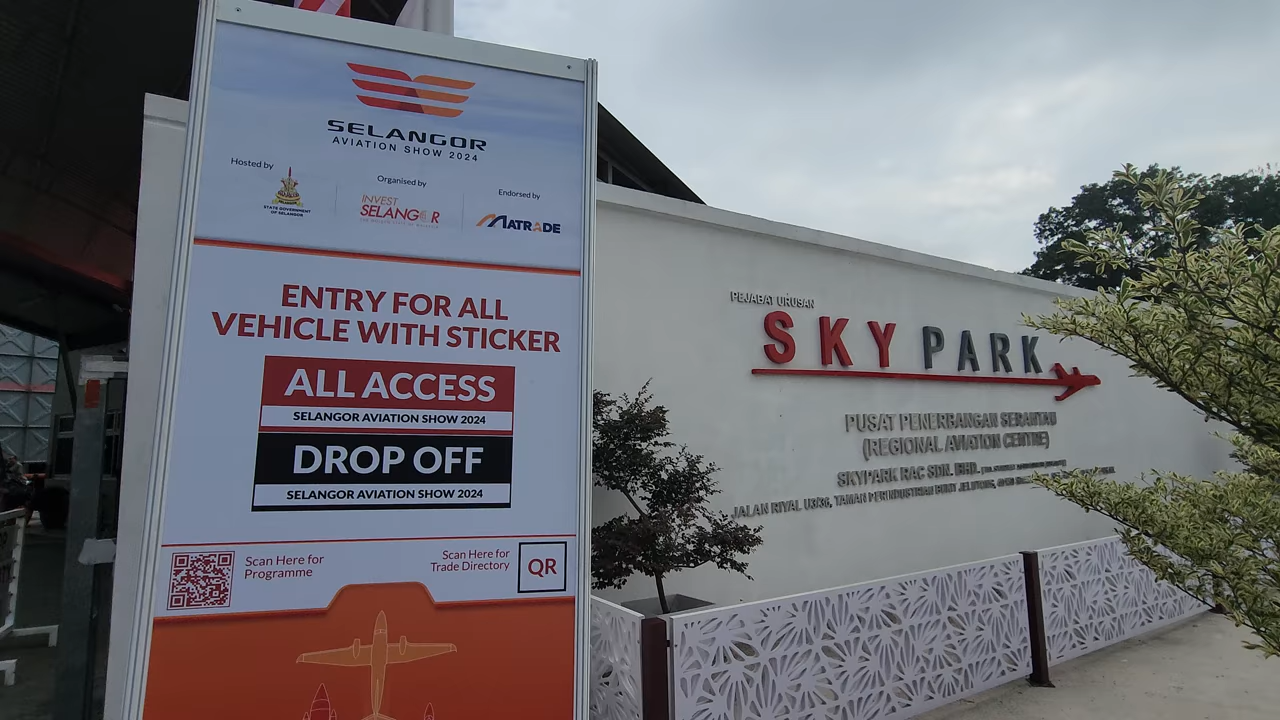 SELANGOR
AVIATION SHOW 2024
Hosted by
STATE GOVERNMENT
OF SELANGOR
Organised by
INVEST
SELANGOR
Endorsed by
MATRADE
ENTRY FOR ALL
VEHICLE WITH STICKER
ALL ACCESS
SELANGOR AVIATION SHOW 2024
DROP OFF
SELANGOR AVIATION SHOW 2024
Scan Here for
Programme
Scan Here for
Trade Directory
QR
PEJABAT URUSAN
SKY PARK
PUSAT PENERBANGAN SERANTAU
(REGIONAL AVIATION CENTRE)
SKYPARK RAC SDN. BHD.
JALAN RIYAL U3/36, TAMAN PERINDUSTRIAN BUKIT JELUTONG,